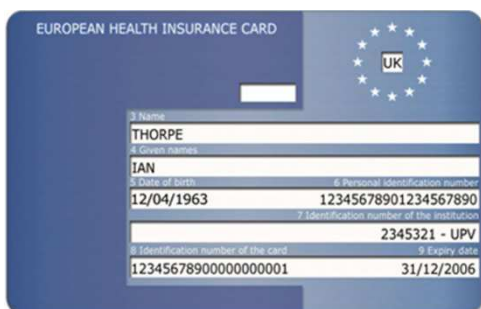 EUROPEAN HEALTH INSURANCE CARD
UK
3 Name
THORPE
4 Given names
IAN
5 Date of birth 6 Personal identification number
12/04/1963 12345678901234567890
7 Identification number of the institution
2345321 - UPV
8 Identification number of the card 9 Expiry date
12345678900000000001 31/12/2006